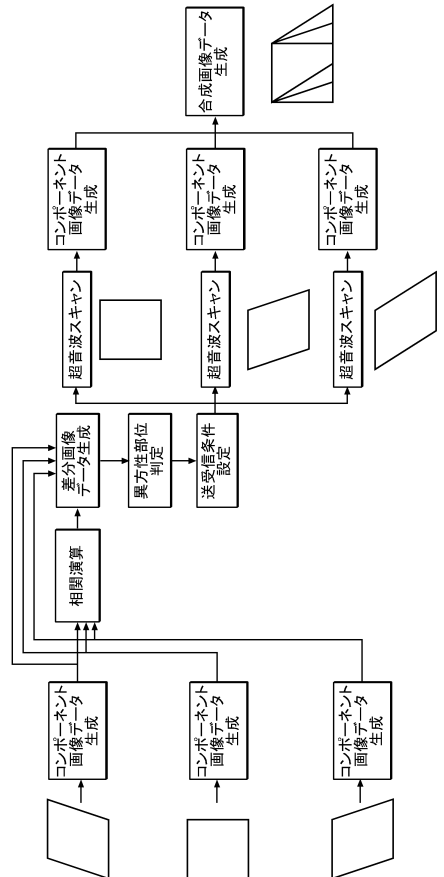 コンポーネント
画像データ
生成
コンポーネント
画像データ
生成
コンポーネント
画像データ
生成
相関演算
差分画像
データ生成
異方性部位
判定
送受信条件
設定
超音波スキャン
超音波スキャン
超音波スキャン
コンポーネント
画像データ
生成
コンポーネント
画像データ
生成
コンポーネント
画像データ
生成
合成画像データ
生成